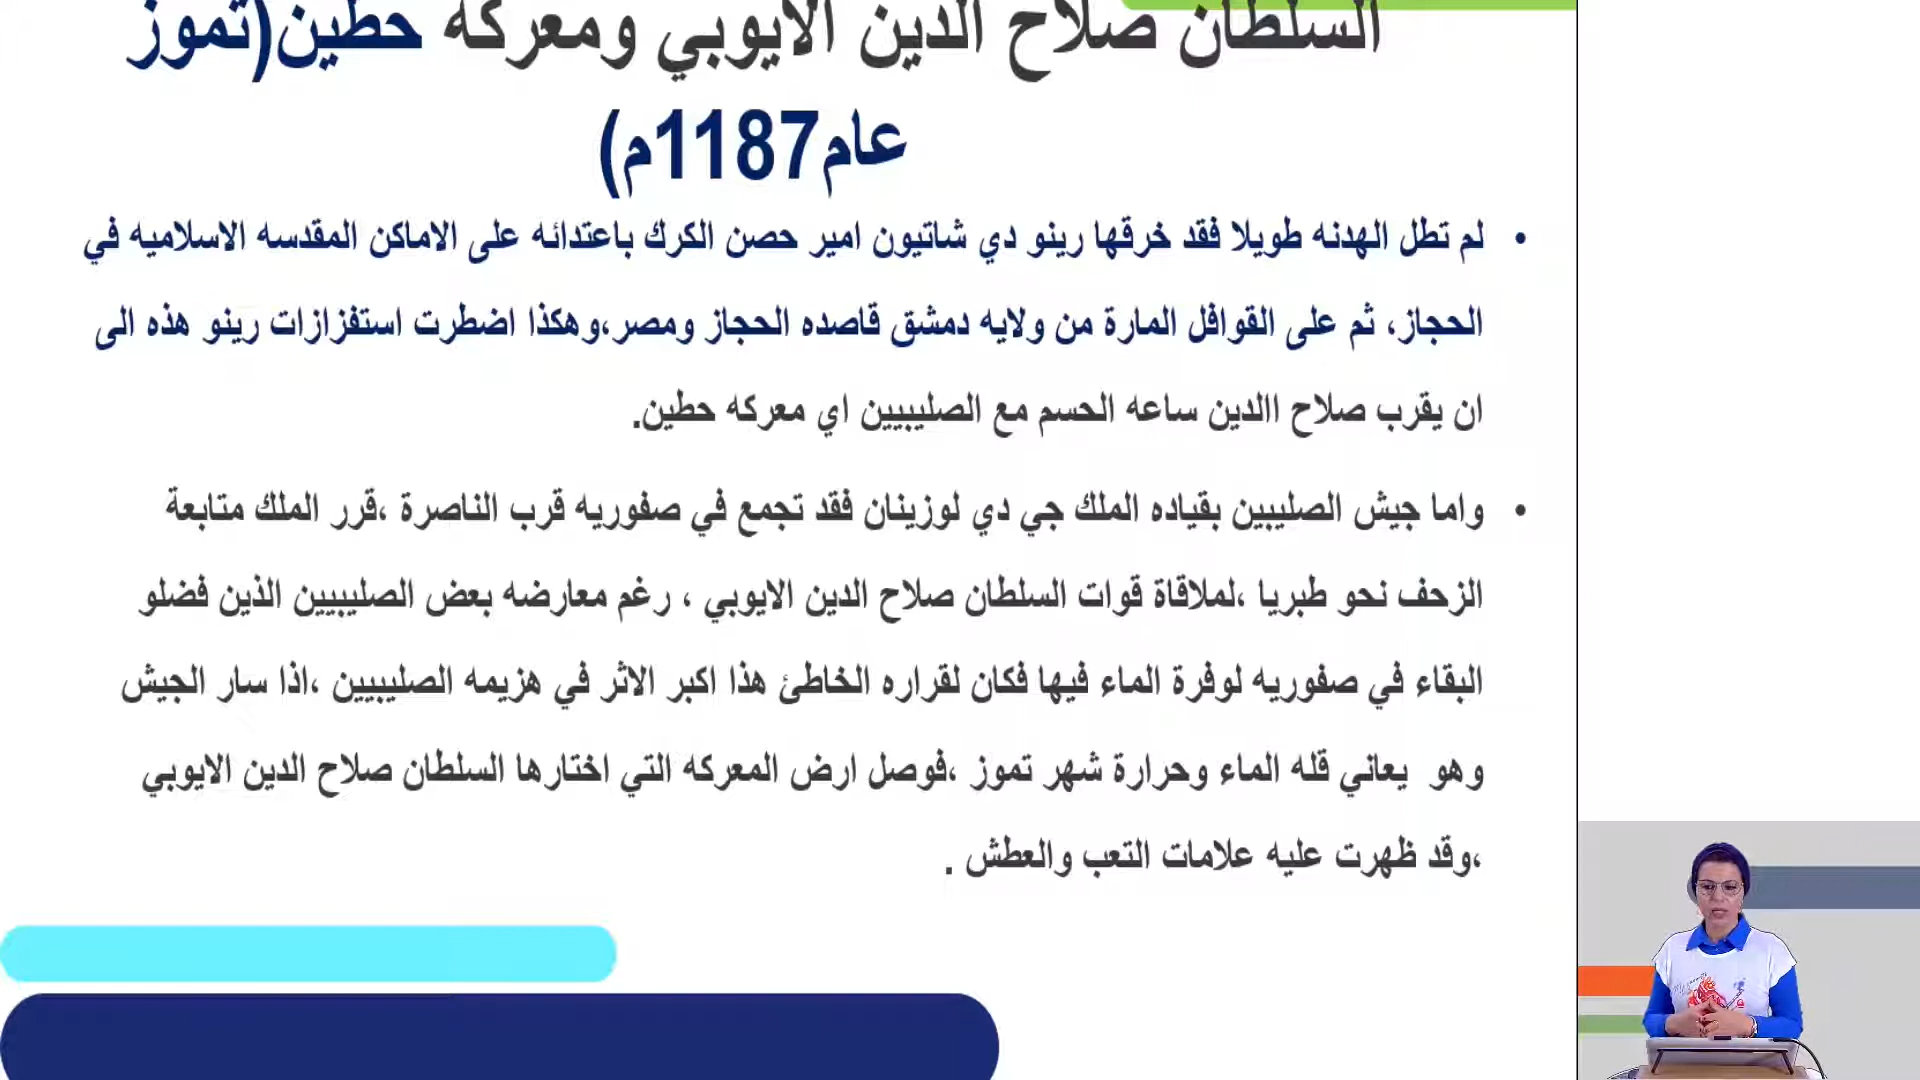 السلطان صلاح الدين الايوبي ومعركه حطين(تموز
عام1187م)
• لم تطل الهدنه طويلا فقد خرقها رينو دي شاتيون امير حصن الكرك باعتدائه على الاماكن المقدسه الاسلاميه في
الحجاز، ثم على القوافل المارة من ولايه دمشق قاصده الحجاز ومصر،وهكذا اضطرت استفزازات رينو هذه الى
ان يقرب صلاح االدين ساعه الحسم مع الصليبيين اي معركه حطين.
• واما جيش الصليبين بقياده الملك جي دي لوزينان فقد تجمع في صفوريه قرب الناصرة ،قرر الملك متابعة
الزحف نحو طبريا ،لملاقاة قوات السلطان صلاح الدين الايوبي ، رغم معارضه بعض الصليبيين الذين فضلو
البقاء في صفوريه لوفرة الماء فيها فكان لقراره الخاطئ هذا اكبر الاثر في هزيمه الصليبيين ،اذا سار الجيش
وهو يعاني قله الماء وحرارة شهر تموز ،فوصل ارض المعركه التي اختارها السلطان صلاح الدين الايوبي
،وقد ظهرت عليه علامات التعب والعطش .